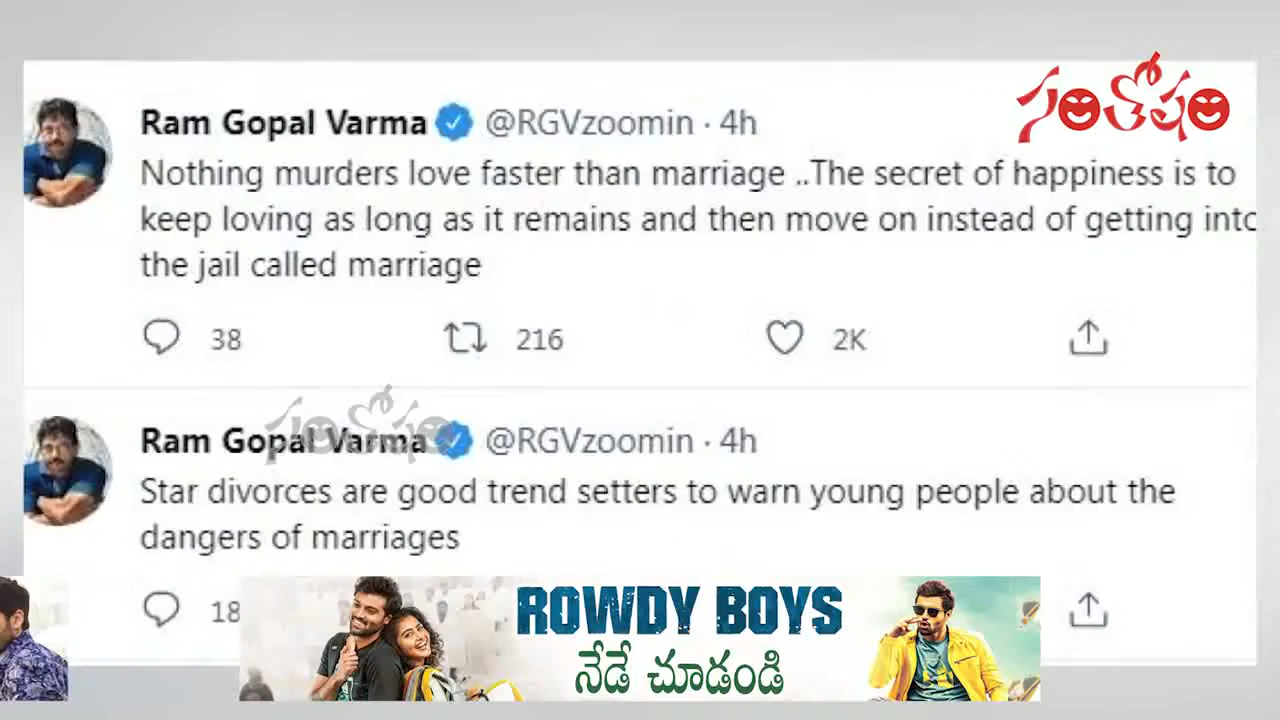 సంతోషం
Ram Gopal Varma @RGVzoomin · 4h
Nothing murders love faster than marriage ..The secret of happiness is to
keep loving as long as it remains and then move on instead of getting into
the jail called marriage
38 216 2K
సంతోషం
Ram Gopal Varma @RGVzoomin · 4h
Star divorces are good trend setters to warn young people about the
dangers of marriages
18
ROWDY BOYS
నేడే చూడండి